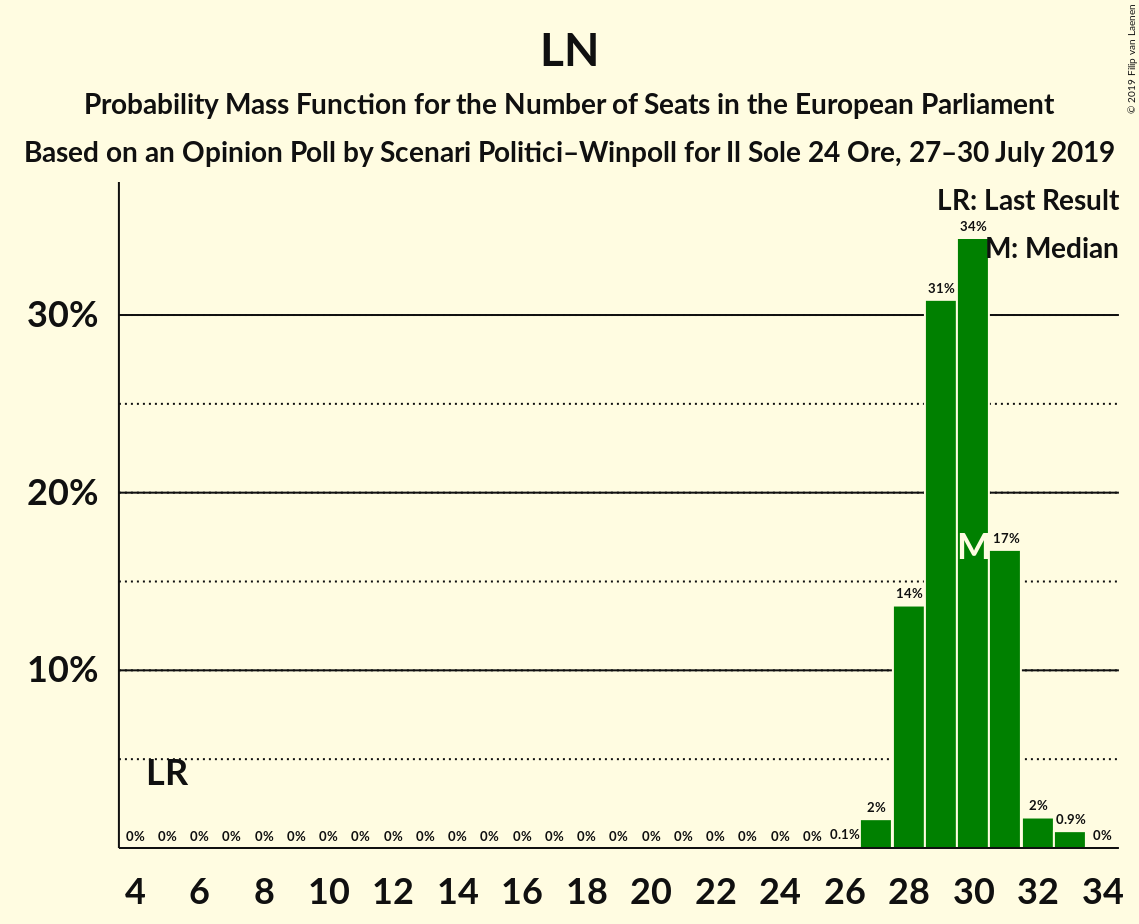 LN
Probability Mass Function for the Number of Seats in the European Parliament
Based on an Opinion Poll by Scenari Politici–Winpoll for Il Sole 24 Ore, 27–30 July 2019
© 2019 Filip van Laenen
LR: Last Result
M: Median
34%
31%
30%
20%
M
17%
14%
10%
LR
0% 0% 0% 0% 0% 0% 0% 0% 0% 0% 0% 0% 0% 0% 0% 0% 0% 0% 0% 0% 0% 0% 0.1% 2% 2% 0.9% 0%
4 6 8 10 12 14 16 18 20 22 24 26 28 30 32 34